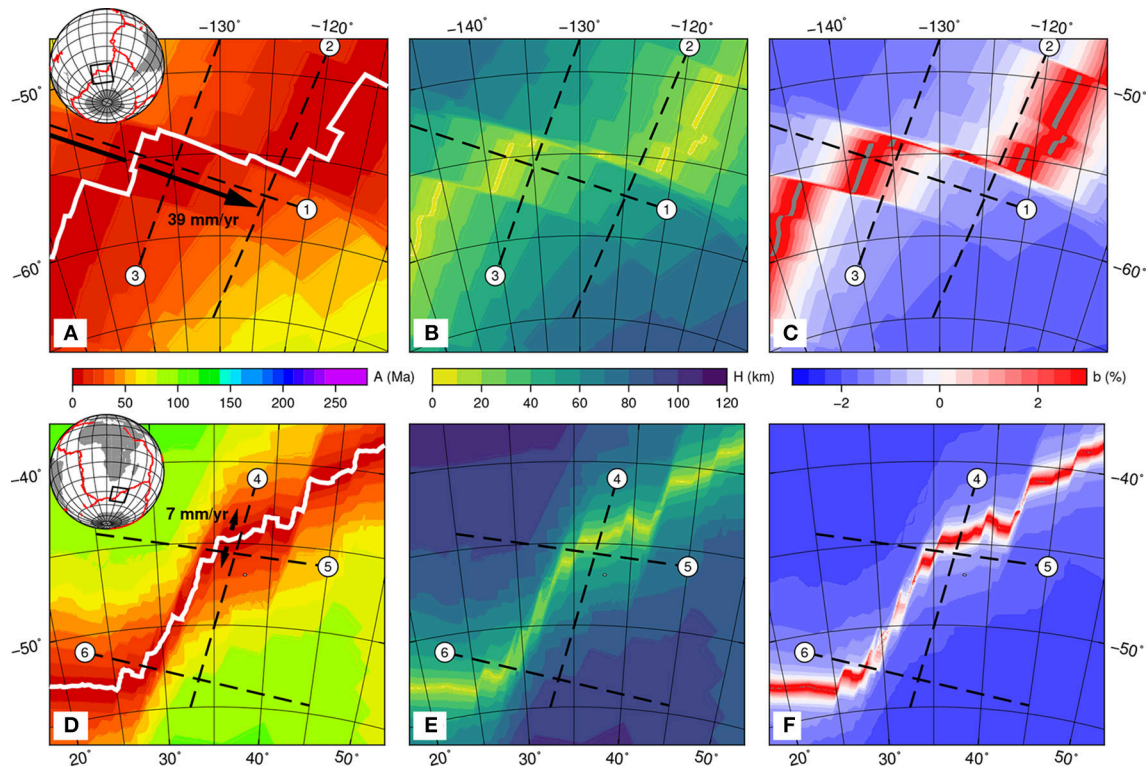 −130° −120° −140° −130° −120° −140° −130° −120°
2 2 2
−50° −50°
39 mm/yr
1 1 1
−60° −60°
3 3 3
A B C
A (Ma) H (km) b (%)
0 50 100 150 200 250 0 20 40 60 80 100 120 −2 0 2
4 4 4
−40° −40°
7 mm/yr
5 5 5
−50° −50°
6 6 6
D E F
20° 30° 40° 50° 20° 30° 40° 50° 20° 30° 40° 50°